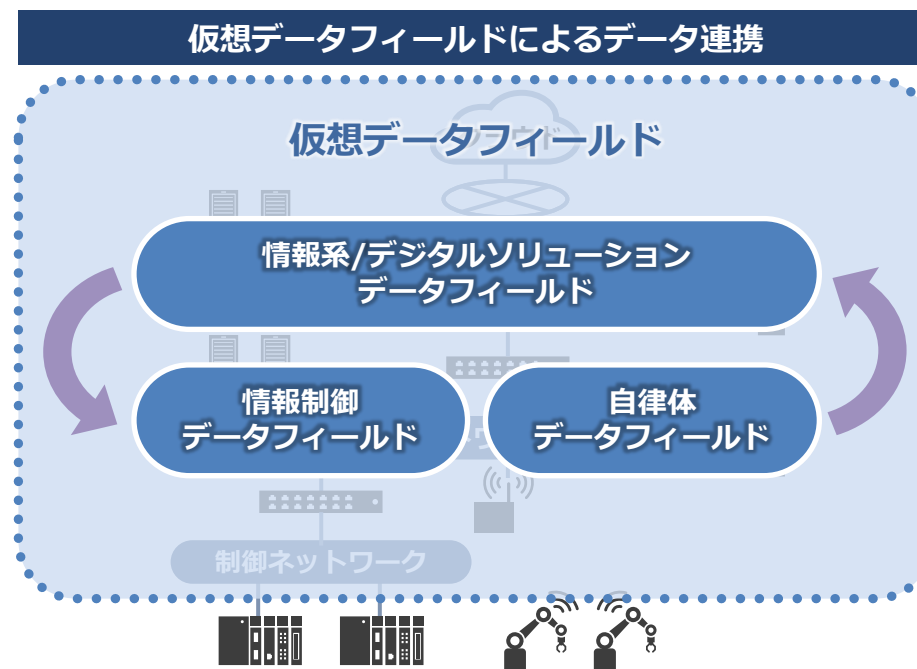 仮想データフィールドによるデータ連携
仮想データフィールド
情報系/デジタルソリューション
データフィールド
情報制御
データフィールド
自律体
データフィールド
制御ネットワーク